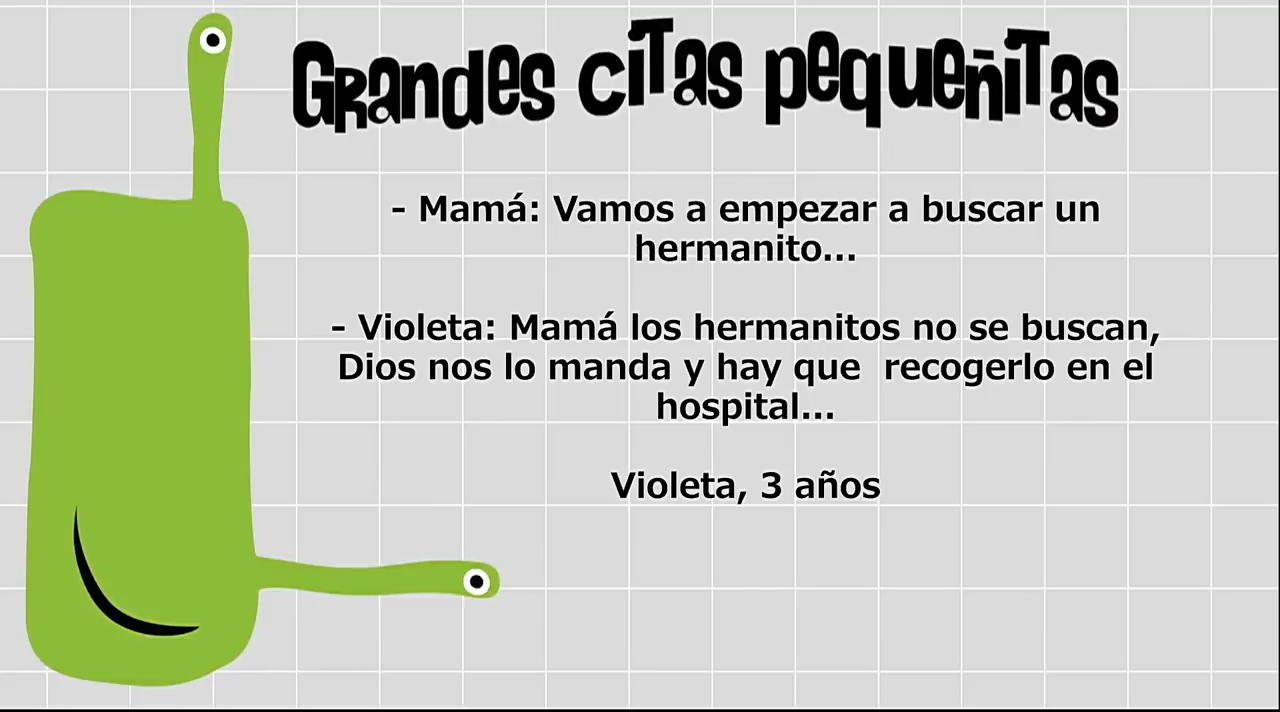 Grandes citas pequeñitas
- Mamá: Vamos a empezar a buscar un
hermanito...
- Violeta: Mamá los hermanitos no se buscan,
Dios nos lo manda y hay que  recogerlo en el
hospital...
Violeta, 3 años